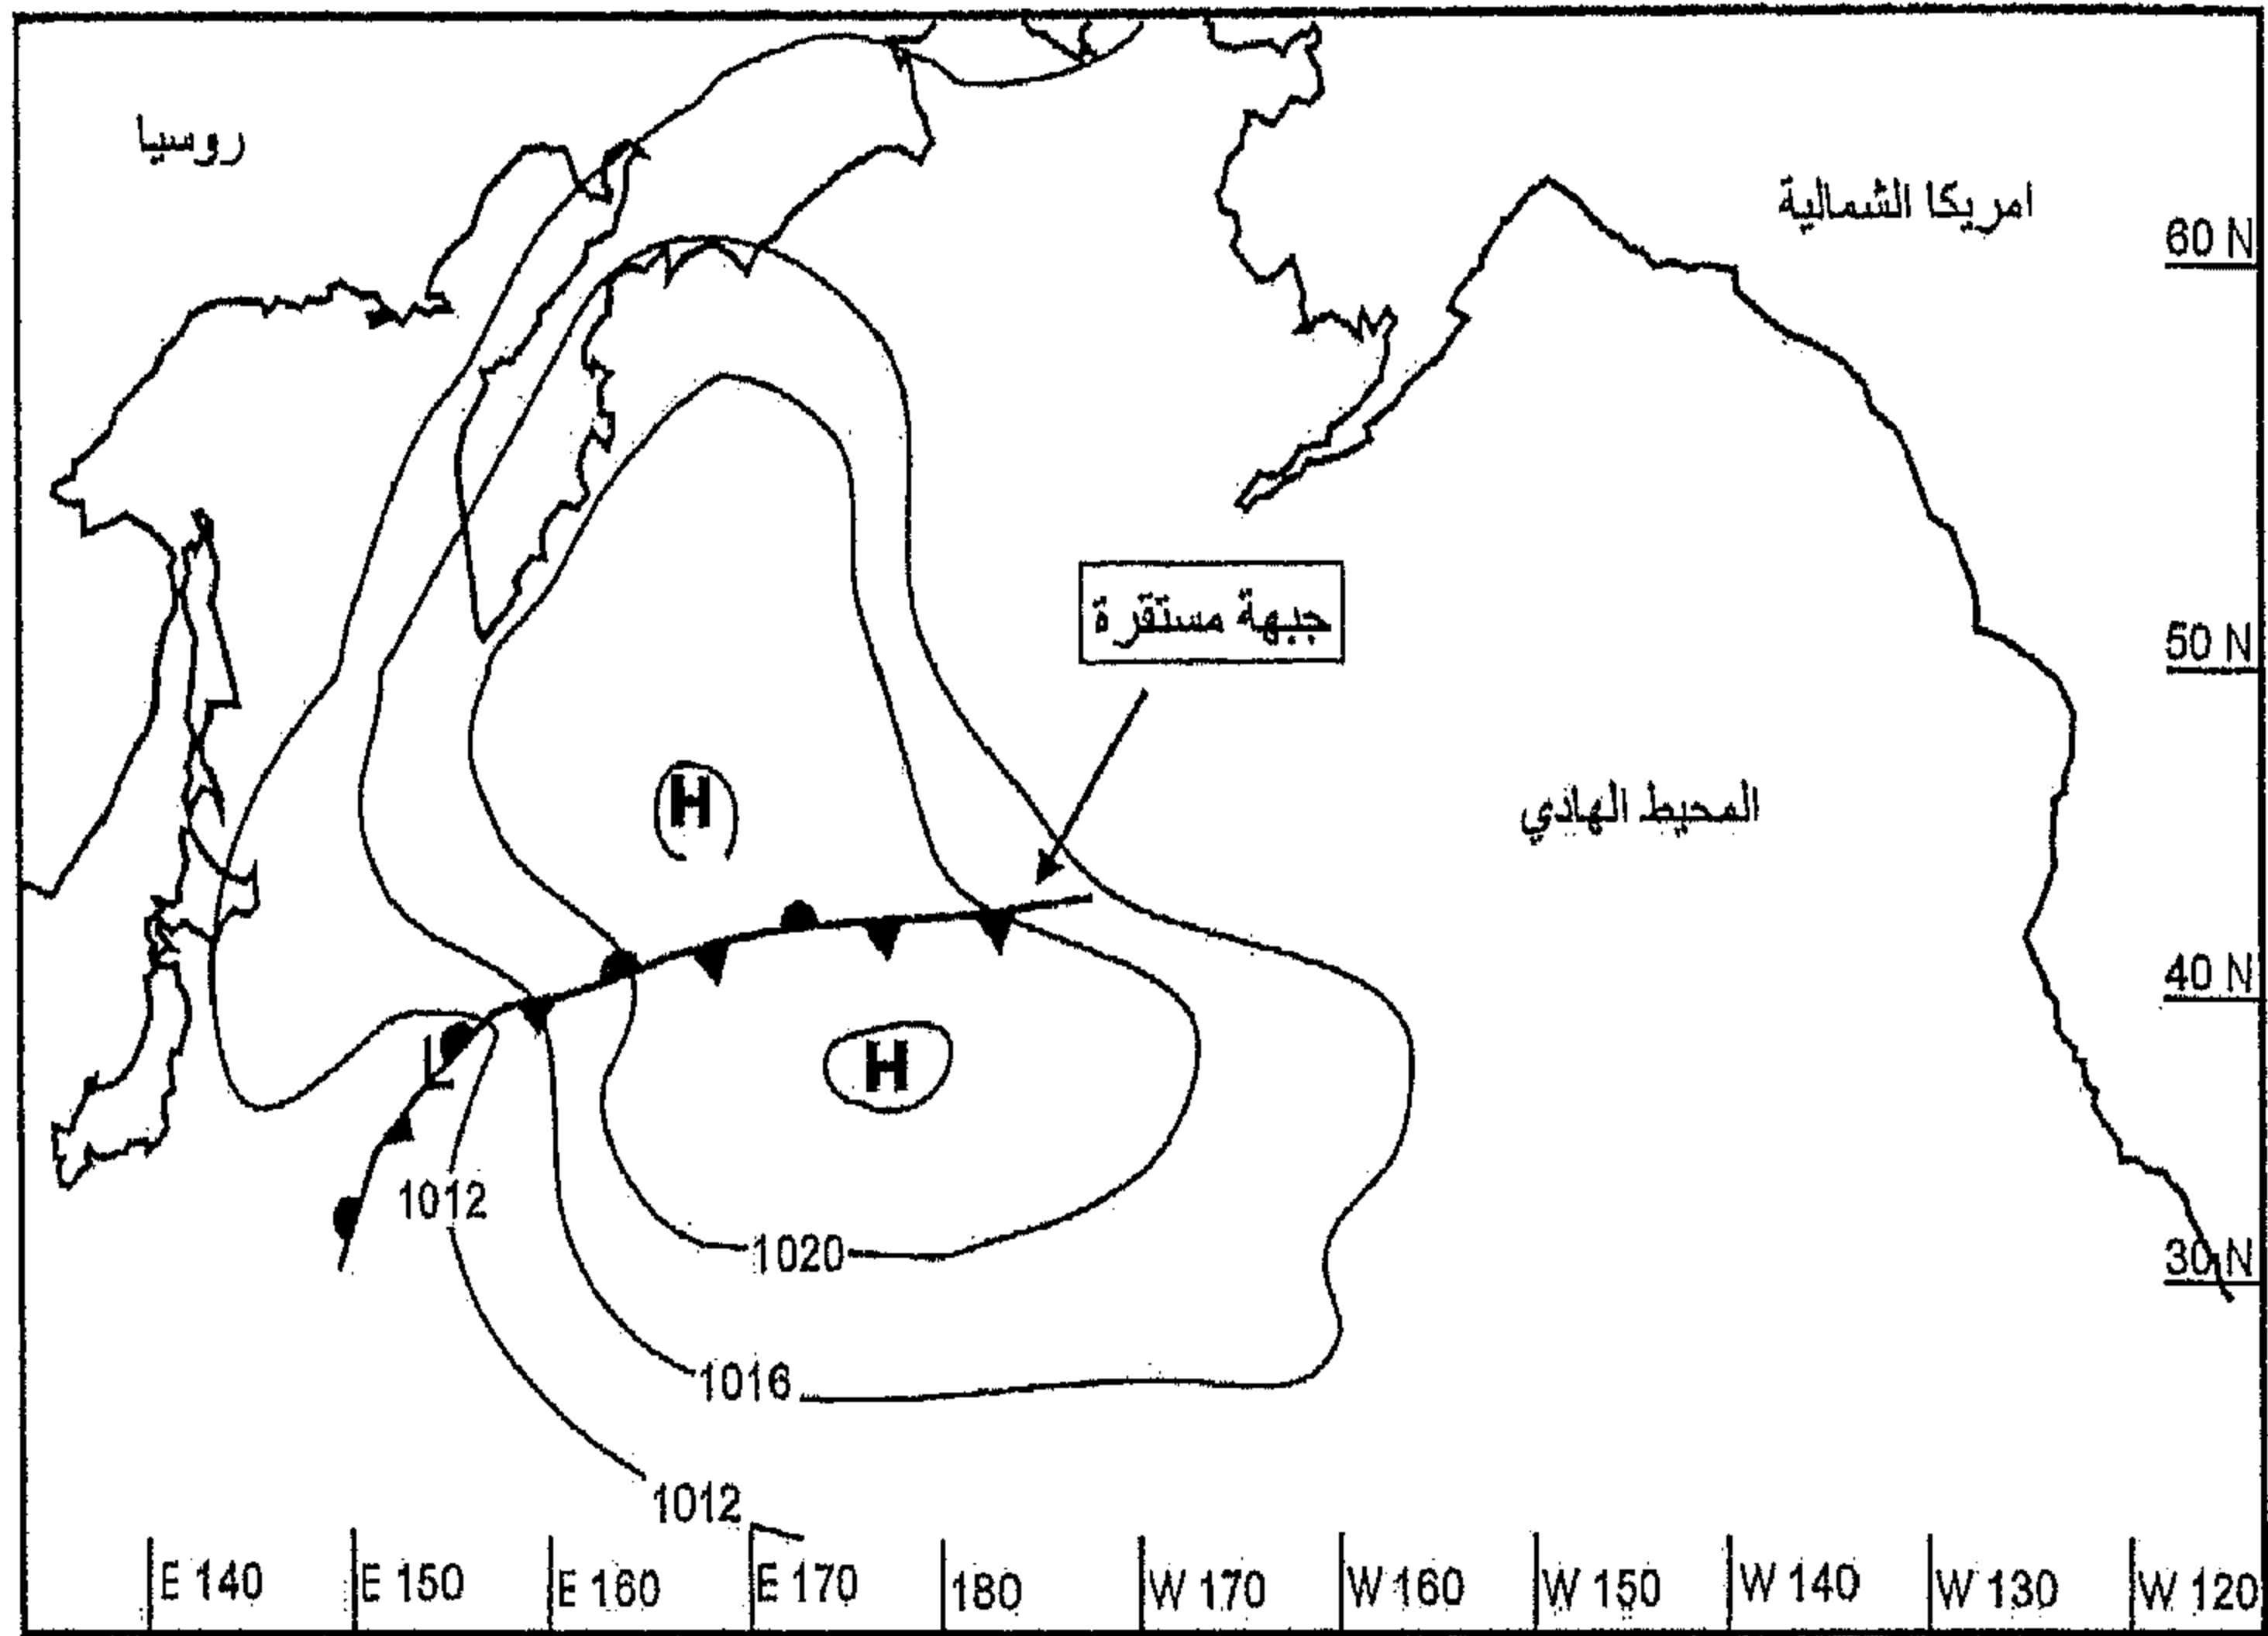 روسيا
امريكا الشمالية
60 N
جبهة مستقرة
50 N
H
المحيط الهادي
40 N
L
H
1012
1020
30 N
1016
1012
E 140
E 150
E 160
E 170
180
W 170
W 160
W 150
W 140
W 130
W 120